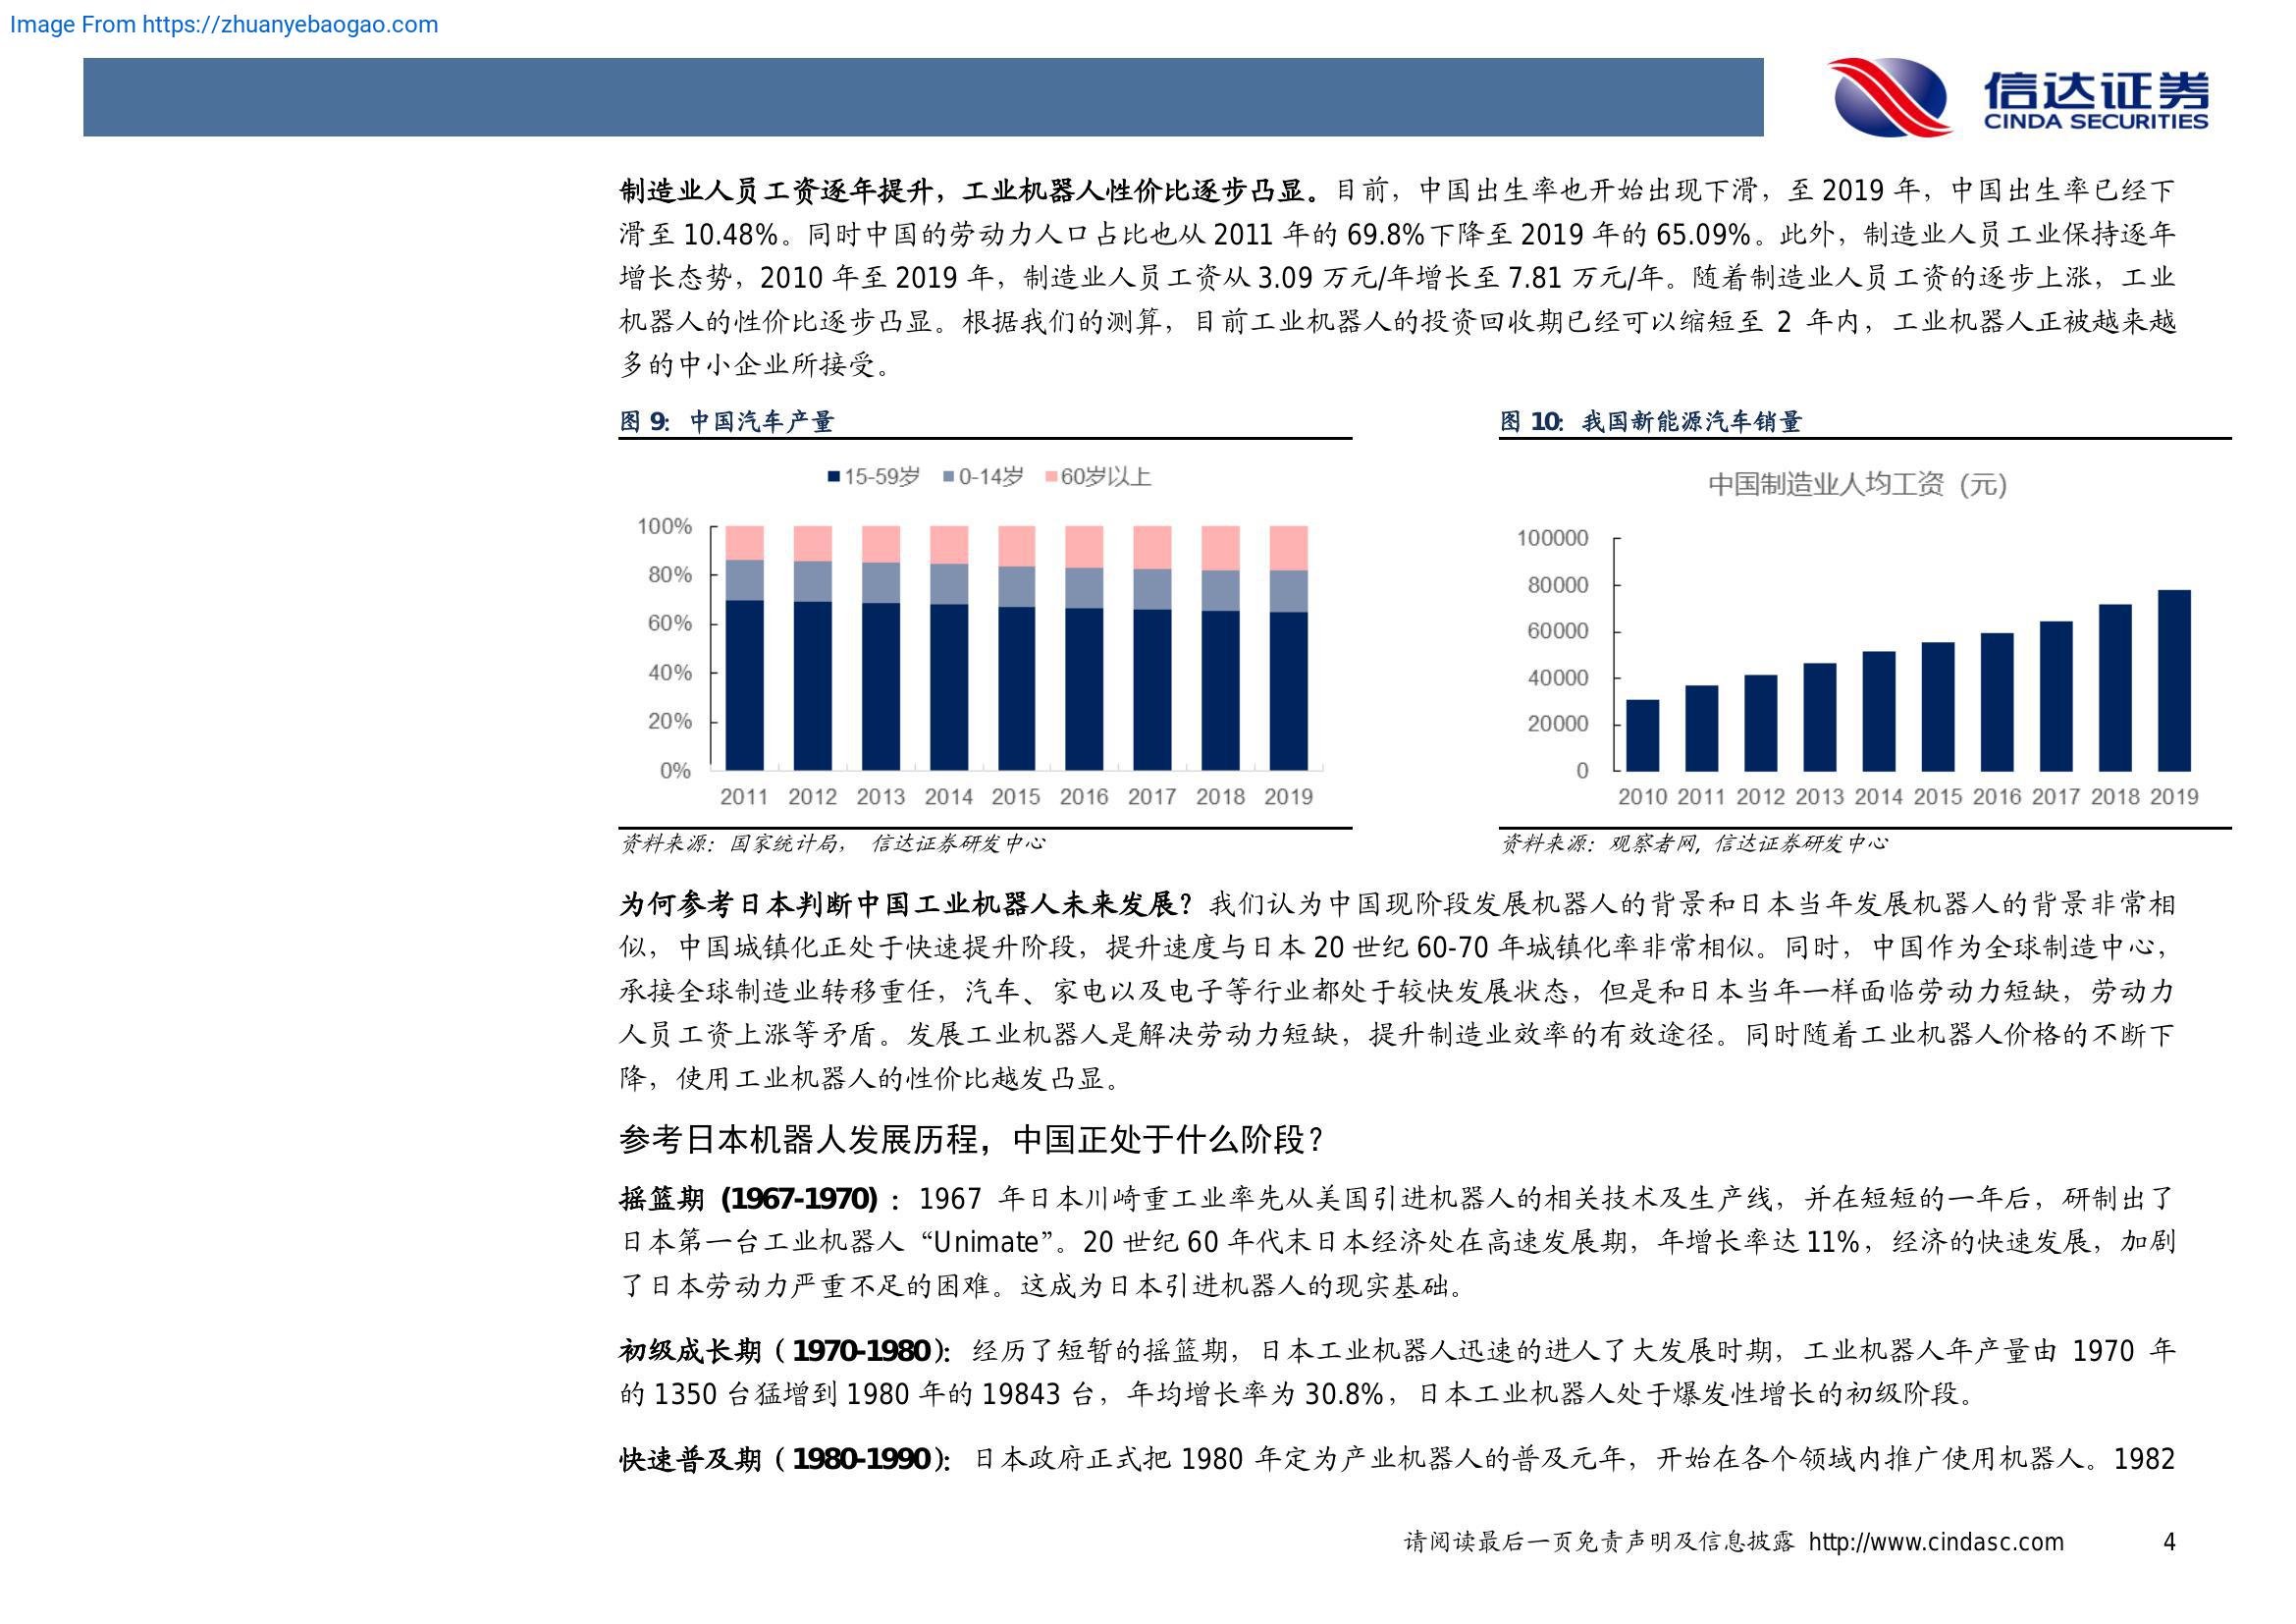 Image From https://zhuanyebaogao.com
信达证券
CINDA SECURITIES
制造业人员工资逐年提升，工业机器人性价比逐步凸显。目前，中国出生率也开始出现下滑，至 2019 年，中国出生率已经下
滑至 10.48%。同时中国的劳动力人口占比也从 2011 年的 69.8%下降至 2019 年的 65.09%。此外，制造业人员工业保持逐年
增长态势，2010 年至 2019 年，制造业人员工资从 3.09 万元/年增长至 7.81 万元/年。随着制造业人员工资的逐步上涨，工业
机器人的性价比逐步凸显。根据我们的测算，目前工业机器人的投资回收期已经可以缩短至 2 年内，工业机器人正被越来越
多的中小企业所接受。
图 9: 中国汽车产量
15-59岁 0-14岁 60岁以上
100%
80%
60%
40%
20%
0%
2011 2012 2013 2014 2015 2016 2017 2018 2019
资料来源：国家统计局， 信达证券研发中心
图 10: 我国新能源汽车销量
中国制造业人均工资（元）
100000
80000
60000
40000
20000
0
2010 2011 2012 2013 2014 2015 2016 2017 2018 2019
资料来源：观察者网, 信达证券研发中心
为何参考日本判断中国工业机器人未来发展？我们认为中国现阶段发展机器人的背景和日本当年发展机器人的背景非常相
似，中国城镇化正处于快速提升阶段，提升速度与日本 20 世纪 60-70 年城镇化率非常相似。同时，中国作为全球制造中心，
承接全球制造业转移重任，汽车、家电以及电子等行业都处于较快发展状态，但是和日本当年一样面临劳动力短缺，劳动力
人员工资上涨等矛盾。发展工业机器人是解决劳动力短缺，提升制造业效率的有效途径。同时随着工业机器人价格的不断下
降，使用工业机器人的性价比越发凸显。
参考日本机器人发展历程，中国正处于什么阶段？
摇篮期 (1967-1970) ：1967 年日本川崎重工业率先从美国引进机器人的相关技术及生产线，并在短短的一年后，研制出了
日本第一台工业机器人“Unimate”。20 世纪 60 年代末日本经济处在高速发展期，年增长率达 11%，经济的快速发展，加剧
了日本劳动力严重不足的困难。这成为日本引进机器人的现实基础。
初级成长期（1970-1980）：经历了短暂的摇篮期，日本工业机器人迅速的进人了大发展时期，工业机器人年产量由 1970 年
的 1350 台猛增到 1980 年的 19843 台，年均增长率为 30.8%，日本工业机器人处于爆发性增长的初级阶段。
快速普及期（1980-1990）：日本政府正式把 1980 年定为产业机器人的普及元年，开始在各个领域内推广使用机器人。1982
请阅读最后一页免责声明及信息披露 http://www.cindasc.com 4